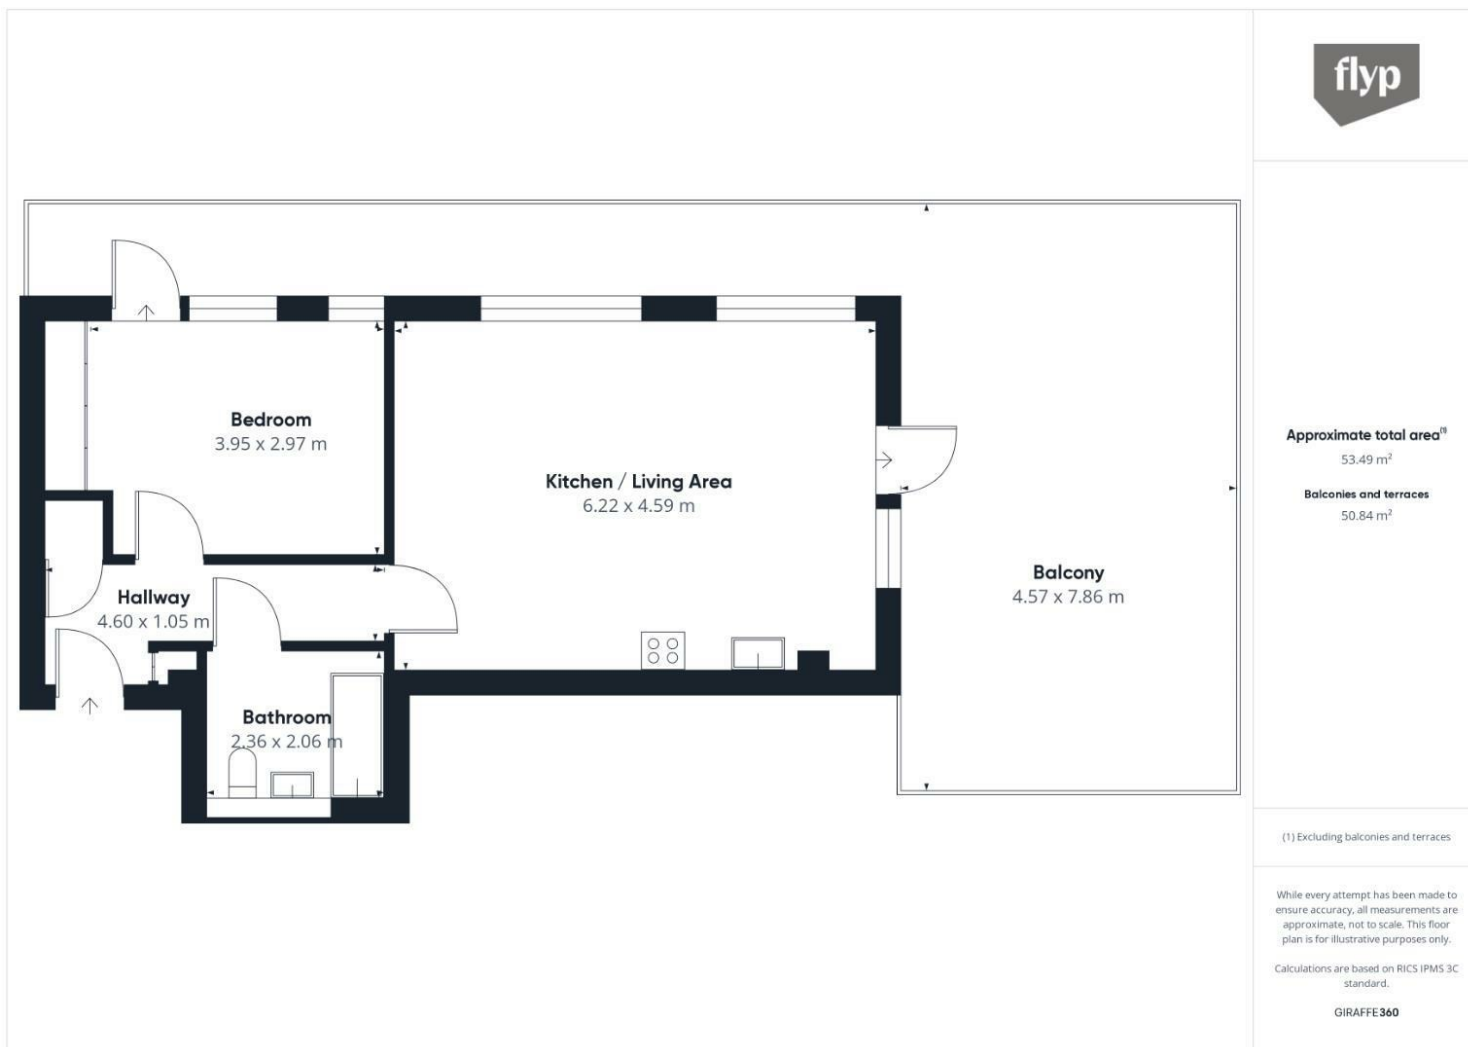 flyp
Bedroom
3.95 x 2.97 m
Kitchen / Living Area
6.22 x 4.59 m
Hallway
4.60 x 1.05 m
Balcony
4.57 x 7.86 m
Bathroom
2.36 x 2.06 m
Approximate total area⁽¹⁾
53.49 m²
Balconies and terraces
50.84 m²
(1) Excluding balconies and terraces
While every attempt has been made to
ensure accuracy, all measurements are
approximate, not to scale. This floor
plan is for illustrative purposes only.
Calculations are based on RICS IPMS 3C
standard.
GIRAFFE360